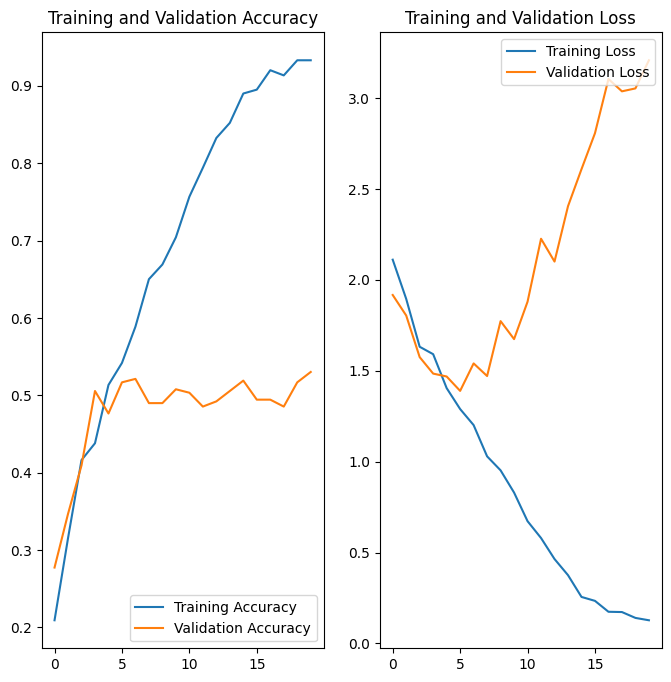 Training and Validation Accuracy
0.9
0.8
0.7
0.6
0.5
0.4
0.3
0.2
Training Accuracy
Validation Accuracy
0 5 10 15
Training and Validation Loss
Training Loss
Validation Loss
3.0
2.5
2.0
1.5
1.0
0.5
0.0
0 5 10 15